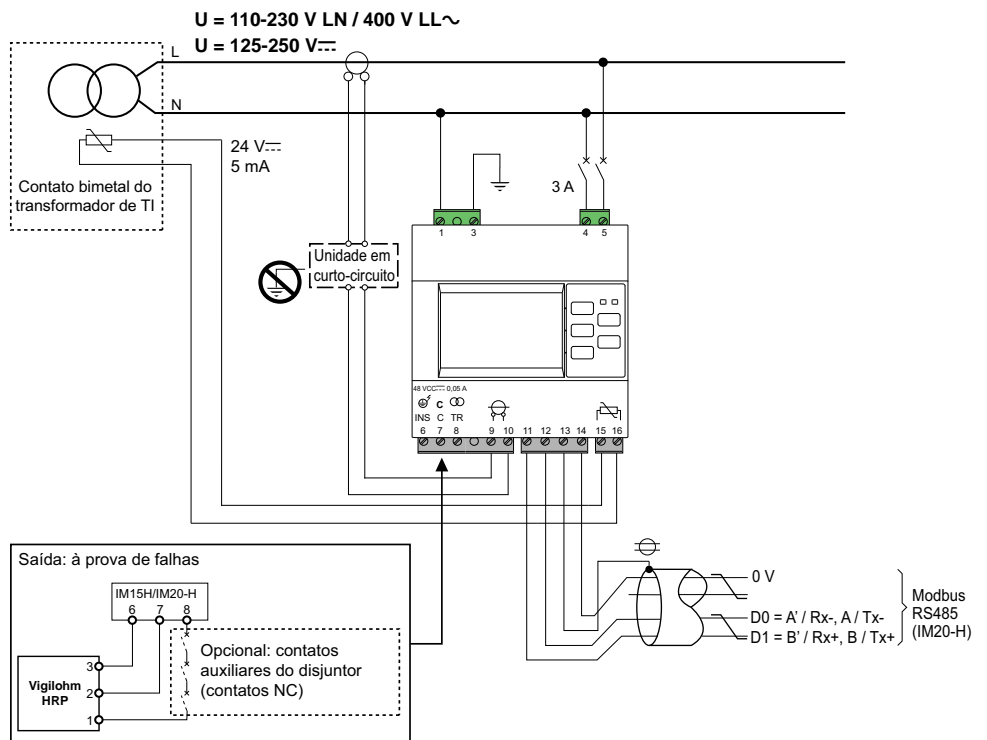 U = 110-230 V LN / 400 V LL~
U = 125-250 V⎓
L
N
24 V⎓
5 mA
Contato bimetal do
transformador de TI
3 A
1 3 4 5
Unidade em
curto-circuito
48 VCC⎓ 0,05 A
C
INS C TR
6 7 8 9 10 11 12 13 14 15 16
Saída: à prova de falhas
IM15H/IM20-H
6 7 8
3
2
1
Vigilohm
HRP
Opcional: contatos
auxiliares do disjuntor
(contatos NC)
0 V
D0 = A' / Rx-, A / Tx-
D1 = B' / Rx+, B / Tx+
Modbus
RS485
(IM20-H)